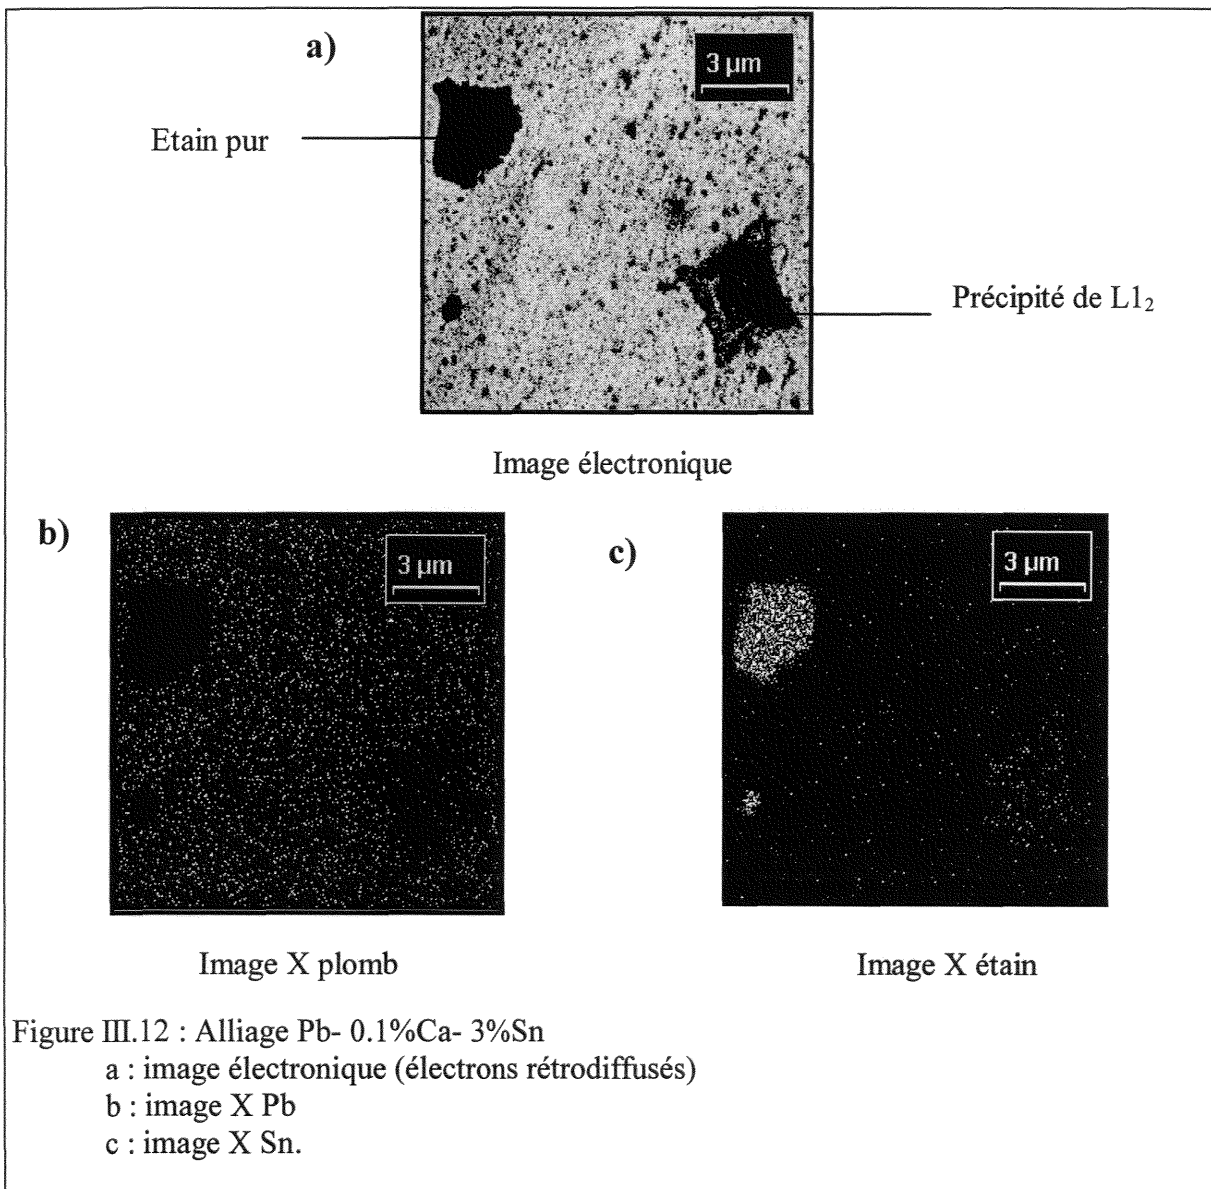 a)
3 µm
Etain pur
Précipité de L1₂
Image électronique
b)
3 µm
c)
3 µm
Image X plomb
Image X étain
Figure III.12 : Alliage Pb- 0.1%Ca- 3%Sn
a : image électronique (électrons rétrodiffusés)
b : image X Pb
c : image X Sn.